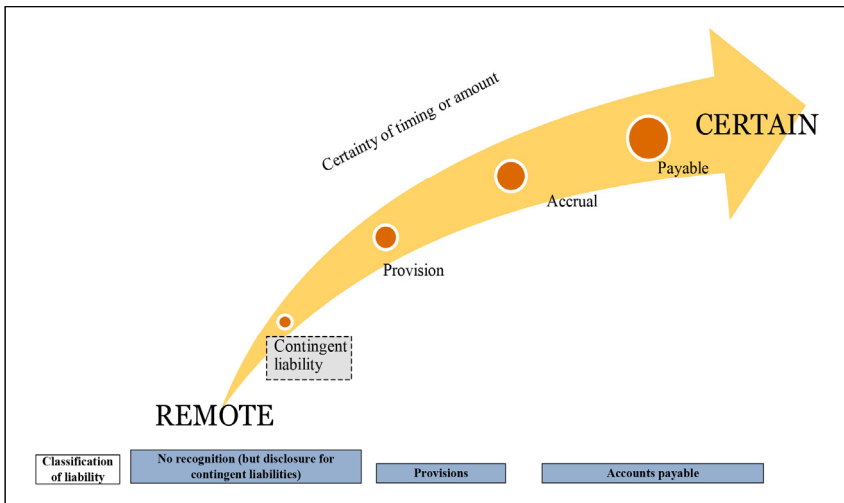 Certainty of timing or amount
CERTAIN
Payable
Accrual
Provision
Contingent
liability
REMOTE
Classification
of liability
No recognition (but disclosure for
contingent liabilities)
Provisions
Accounts payable